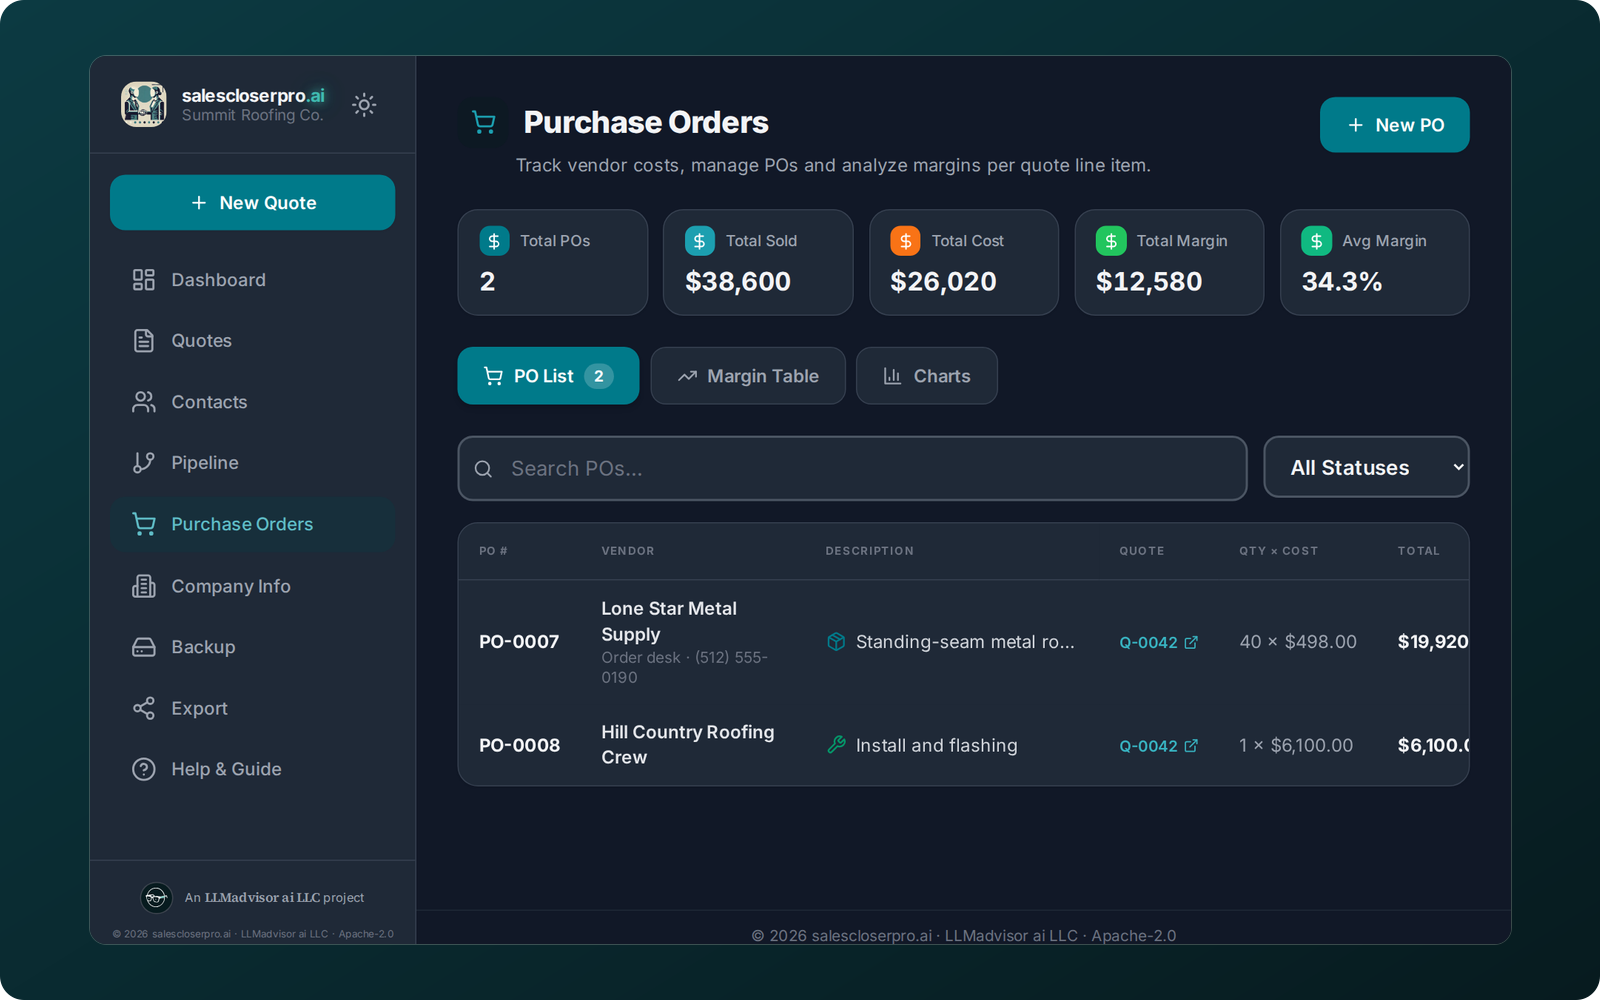 salescloserpro.ai
Summit Roofing Co.
+ New Quote
Dashboard
Quotes
Contacts
Pipeline
Purchase Orders
Company Info
Backup
Export
Help & Guide
An LLMadvisor ai LLC project
© 2026 salescloserpro.ai · LLMadvisor ai LLC · Apache-2.0
Purchase Orders
+ New PO
Track vendor costs, manage POs and analyze margins per quote line item.
$ Total POs
2
$ Total Sold
$38,600
$ Total Cost
$26,020
$ Total Margin
$12,580
$ Avg Margin
34.3%
PO List 2
Margin Table
Charts
Search POs...
All Statuses
PO # VENDOR DESCRIPTION QUOTE QTY × COST TOTAL
PO-0007
Lone Star Metal
Supply
Order desk · (512) 555-
0190
Standing-seam metal ro...
Q-0042
40 × $498.00
$19,920
PO-0008
Hill Country Roofing
Crew
Install and flashing
Q-0042
1 × $6,100.00
$6,100.0
© 2026 salescloserpro.ai · LLMadvisor ai LLC · Apache-2.0